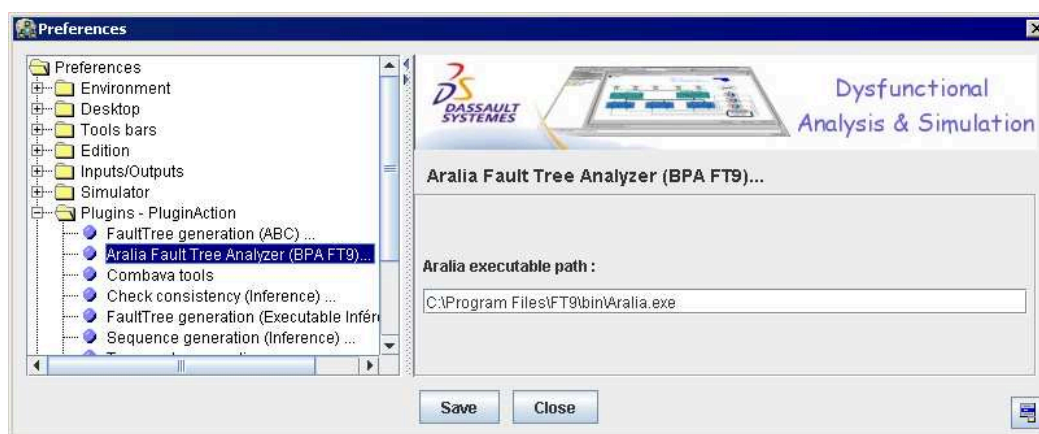 Preferences
Preferences
Environment
Desktop
Tools bars
Edition
Inputs/Outputs
Simulator
Plugins - PluginAction
FaultTree generation (ABC) ...
Aralia Fault Tree Analyzer (BPA FT9)...
Combava tools
Check consistency (Inference) ...
FaultTree generation (Executable Inféren
Sequence generation (Inference) ...
DASSAULT
SYSTEMES
Dysfunctional
Analysis & Simulation
Aralia Fault Tree Analyzer (BPA FT9)...
Aralia executable path :
C:\Program Files\FT9\bin\Aralia.exe
Save
Close